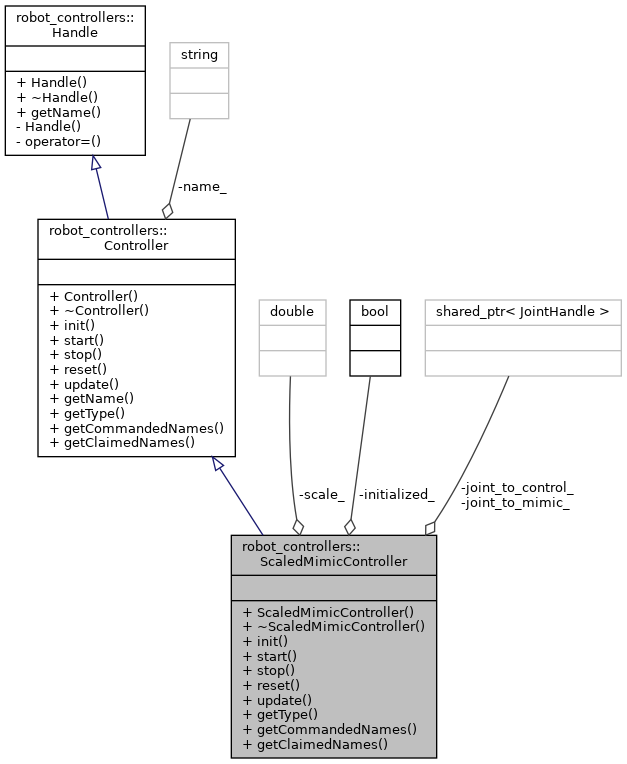 robot_controllers::
Handle
+ Handle()
+ ~Handle()
+ getName()
- Handle()
- operator=()
string
-name_
robot_controllers::
Controller
+ Controller()
+ ~Controller()
+ init()
+ start()
+ stop()
+ reset()
+ update()
+ getName()
+ getType()
+ getCommandedNames()
+ getClaimedNames()
double
bool
shared_ptr< JointHandle >
-scale_
-initialized_
-joint_to_control_
-joint_to_mimic_
robot_controllers::
ScaledMimicController
+ ScaledMimicController()
+ ~ScaledMimicController()
+ init()
+ start()
+ stop()
+ reset()
+ update()
+ getType()
+ getCommandedNames()
+ getClaimedNames()